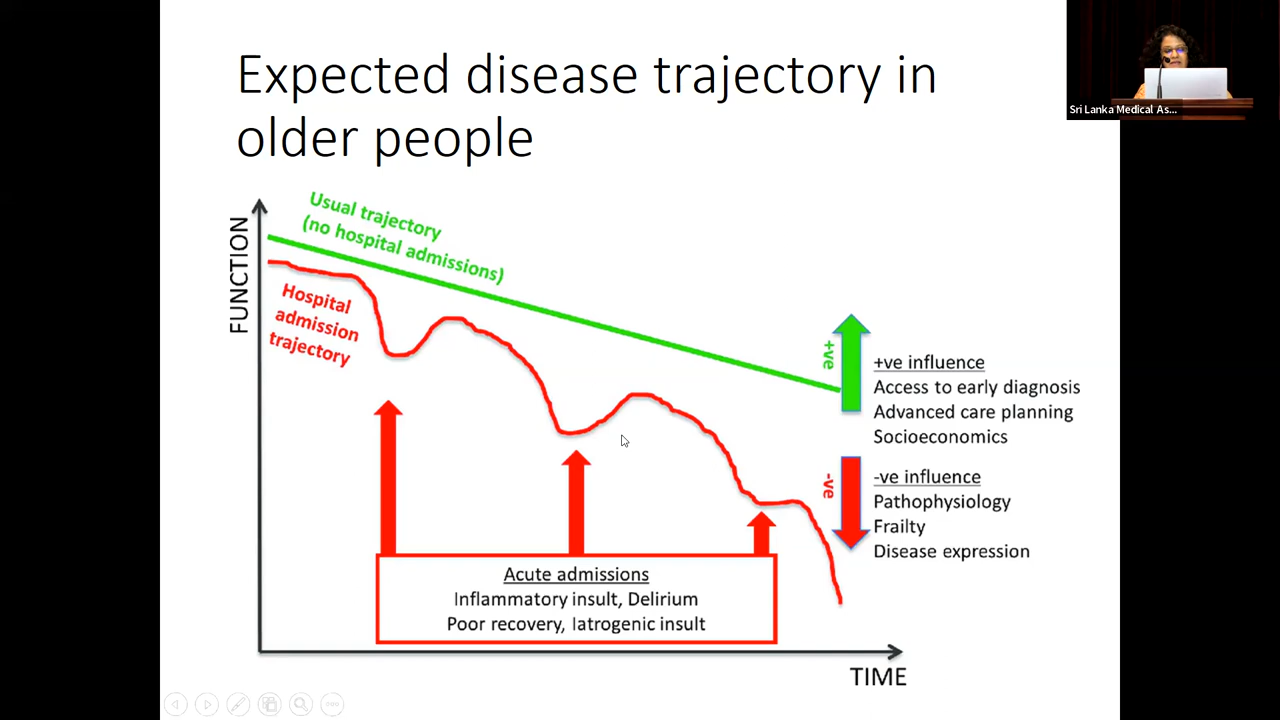 Expected disease trajectory in
older people
Sri Lanka Medical As...
FUNCTION
Usual trajectory
(no hospital admissions)
Hospital
admission
trajectory
+ve
+ve influence
Access to early diagnosis
Advanced care planning
Socioeconomics
-ve
-ve influence
Pathophysiology
Frailty
Disease expression
Acute admissions
Inflammatory insult, Delirium
Poor recovery, Iatrogenic insult
TIME